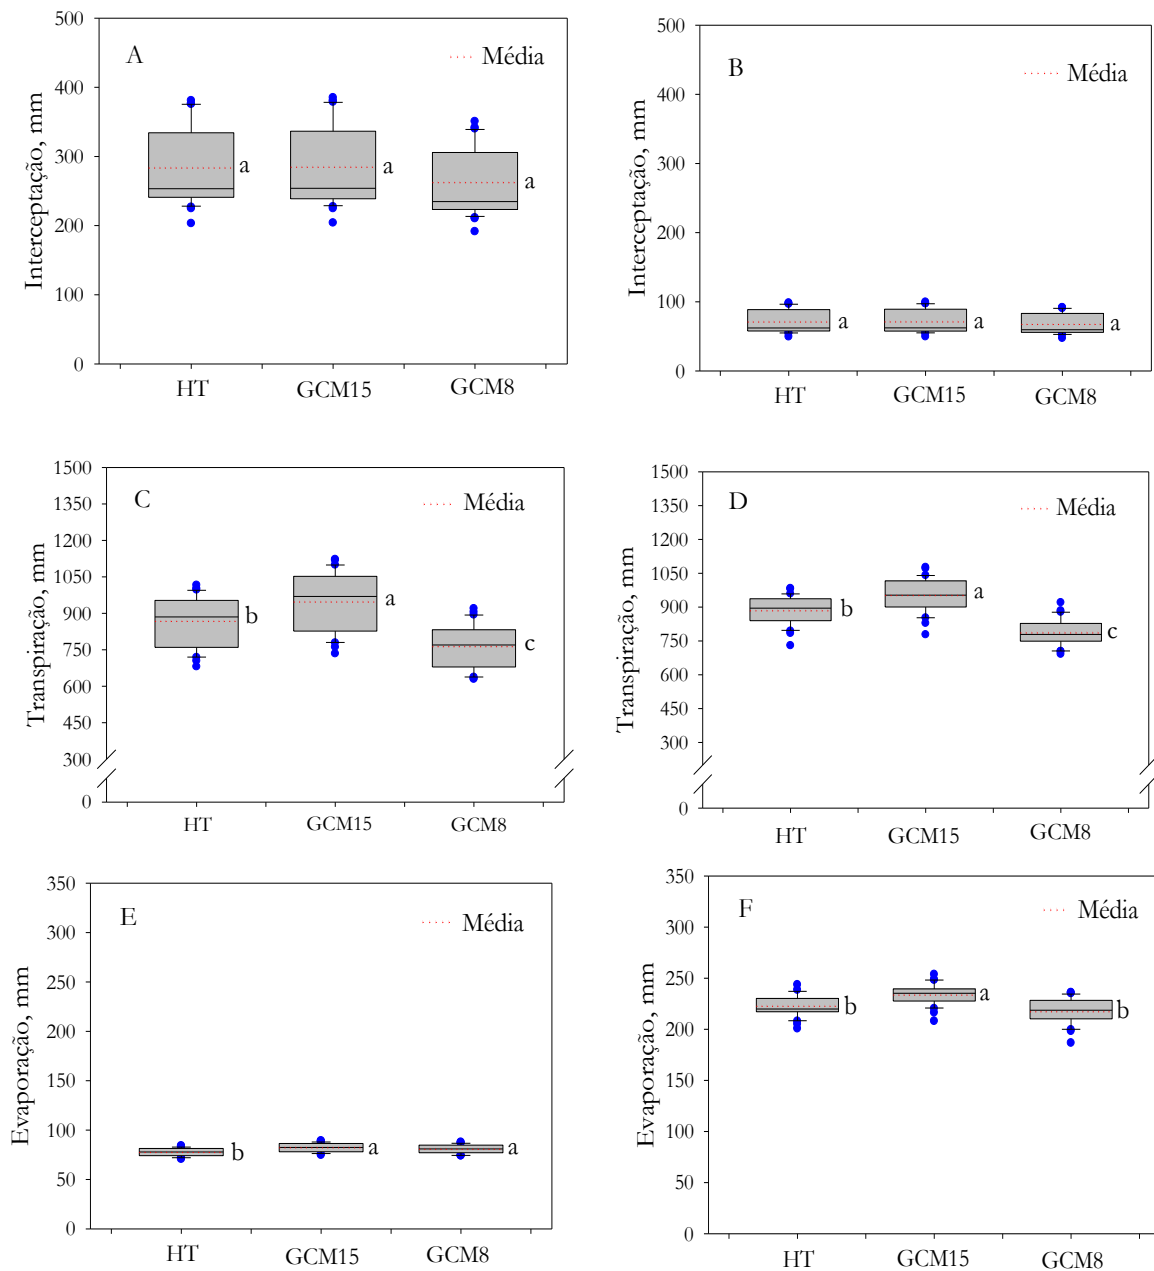 A
Média
Interceptação, mm
500
400
300
200
100
0
a
a
a
HT
GCM15
GCM8
B
Média
Interceptação, mm
500
400
300
200
100
0
a
a
a
HT
GCM15
GCM8
C
Média
Transpiração, mm
1500
1350
1200
1050
900
750
600
450
300
0
b
a
c
HT
GCM15
GCM8
D
Média
Transpiração, mm
1500
1350
1200
1050
900
750
600
450
300
0
b
a
c
HT
GCM15
GCM8
E
Média
Evaporação, mm
350
300
250
200
150
100
50
0
b
a
a
HT
GCM15
GCM8
F
Média
Evaporação, mm
350
300
250
200
150
100
50
0
b
a
b
HT
GCM15
GCM8